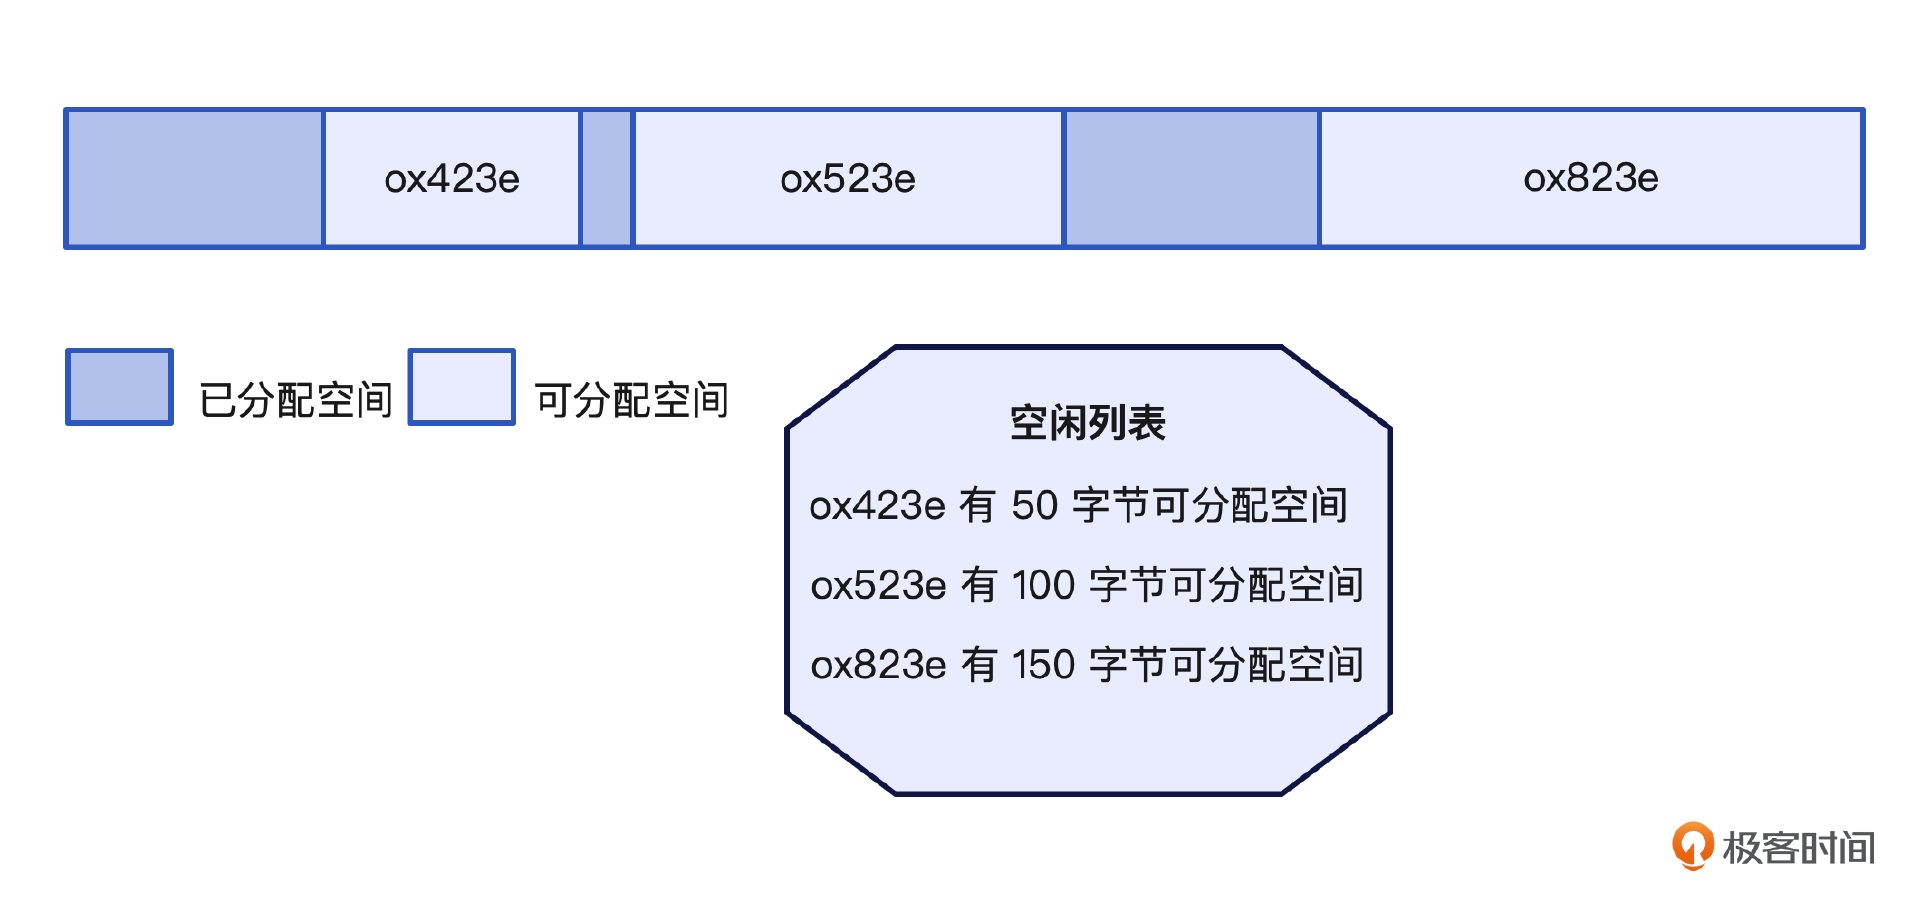 ox423e
ox523e
ox823e
已分配空间
可分配空间
空闲列表
ox423e 有 50 字节可分配空间
ox523e 有 100 字节可分配空间
ox823e 有 150 字节可分配空间
极客时间